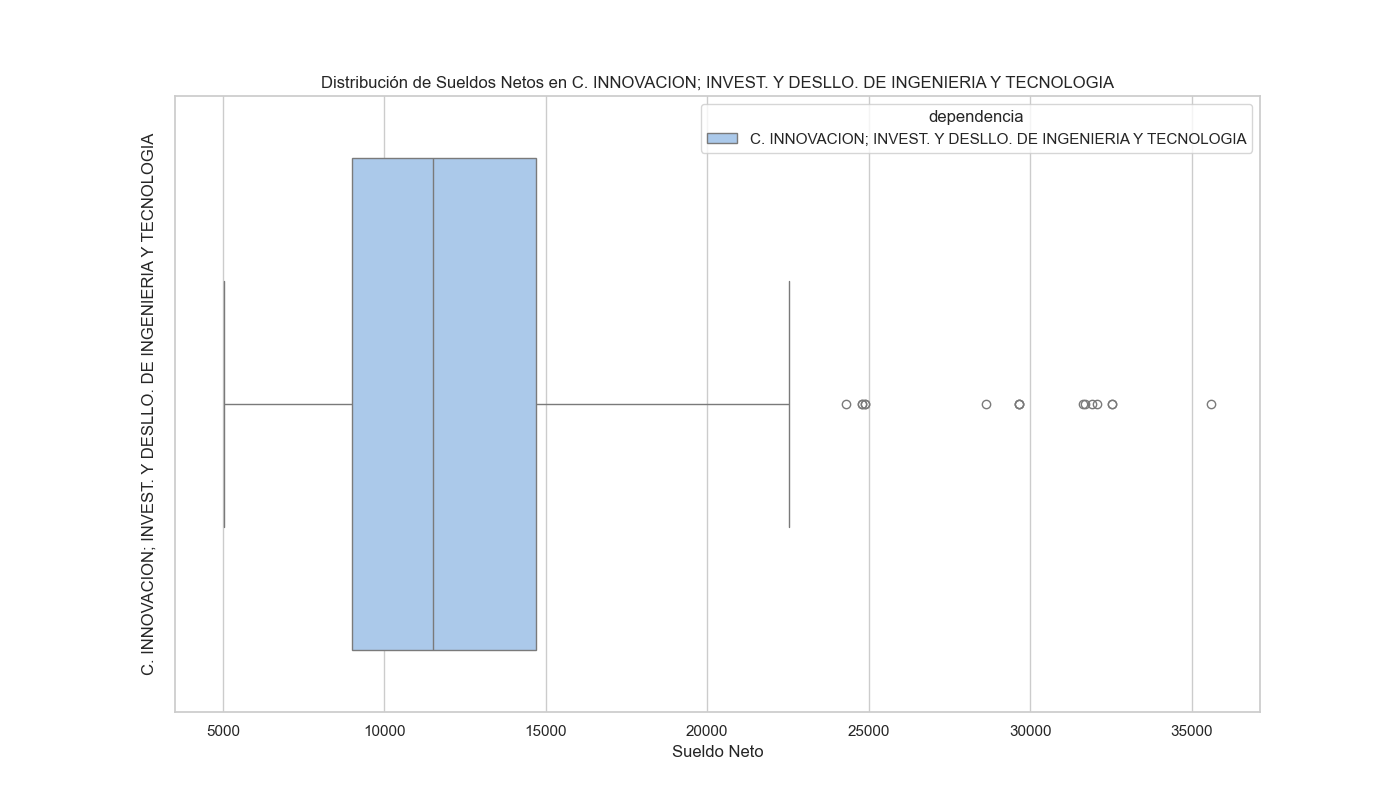 Distribución de Sueldos Netos en C. INNOVACION; INVEST. Y DESLLO. DE INGENIERIA Y TECNOLOGIA
dependencia
C. INNOVACION; INVEST. Y DESLLO. DE INGENIERIA Y TECNOLOGIA
C. INNOVACION; INVEST. Y DESLLO. DE INGENIERIA Y TECNOLOGIA
5000 10000 15000 20000 25000 30000 35000
Sueldo Neto